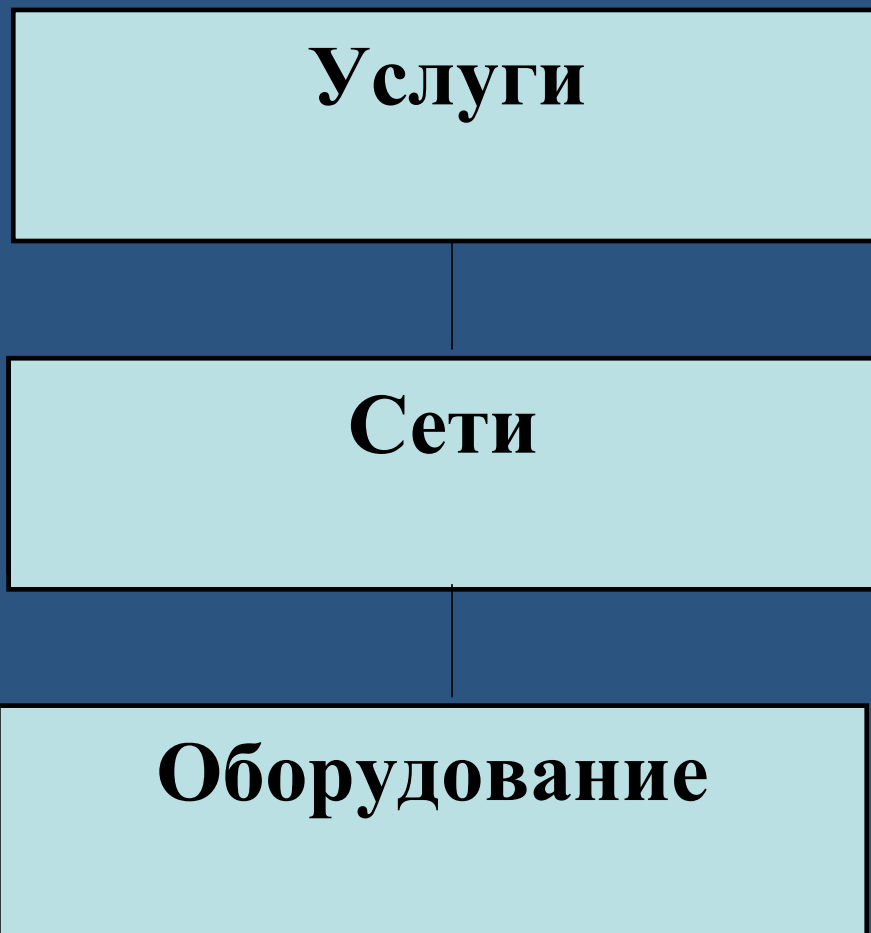 Услуги
Сети
Оборудование